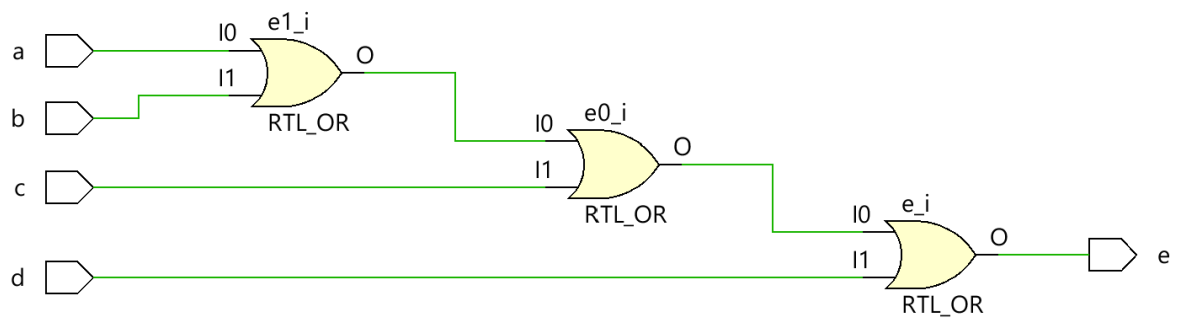 a
I0
e1_i
O
I1
b
RTL_OR
I0
e0_i
O
c
I1
RTL_OR
I0
e_i
O
e
d
I1
RTL_OR